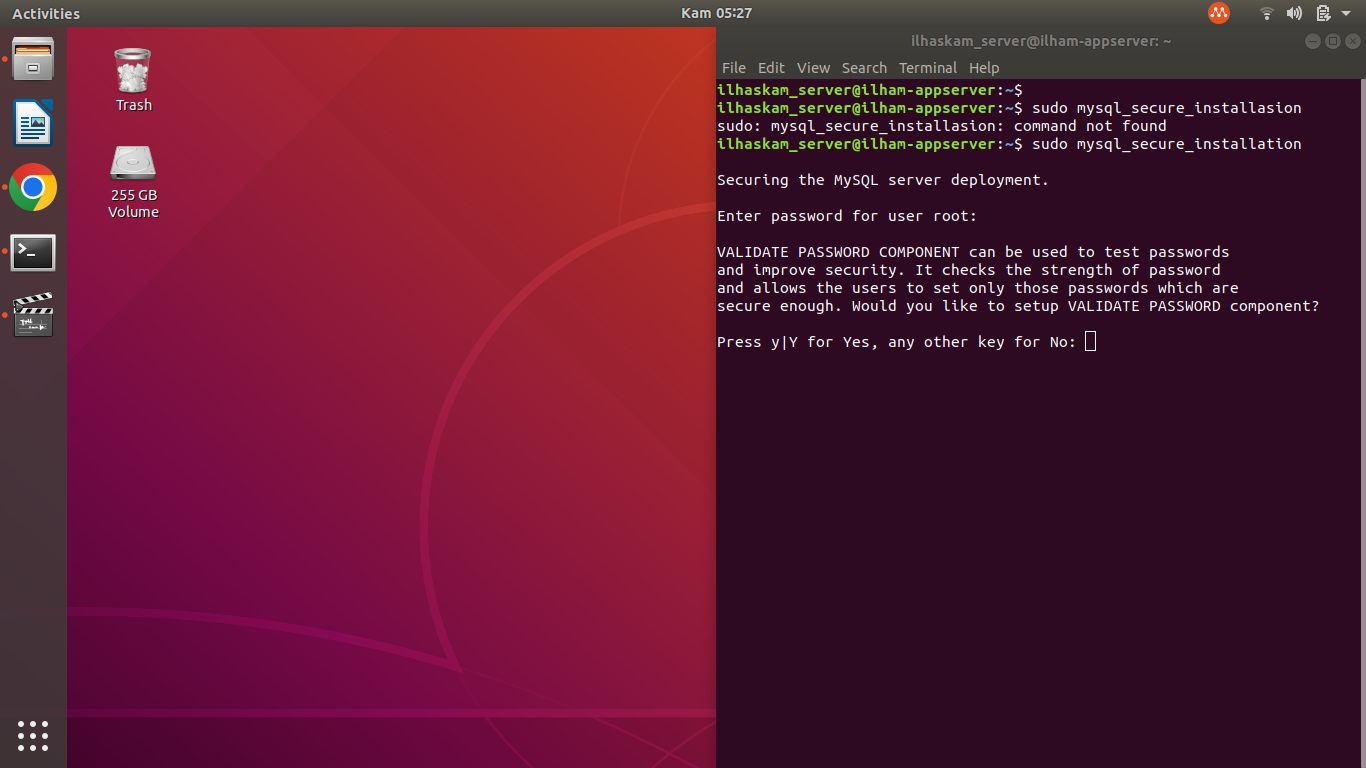 Activities
Kam 05:27
Trash
255 GB
Volume
ilhaskam_server@ilham-appserver: ~
File Edit View Search Terminal Help
ilhaskam_server@ilham-appserver:~$
ilhaskam_server@ilham-appserver:~$ sudo mysql_secure_installasion
sudo: mysql_secure_installasion: command not found
ilhaskam_server@ilham-appserver:~$ sudo mysql_secure_installation
Securing the MySQL server deployment.
Enter password for user root:
VALIDATE PASSWORD COMPONENT can be used to test passwords
and improve security. It checks the strength of password
and allows the users to set only those passwords which are
secure enough. Would you like to setup VALIDATE PASSWORD component?
Press y|Y for Yes, any other key for No: